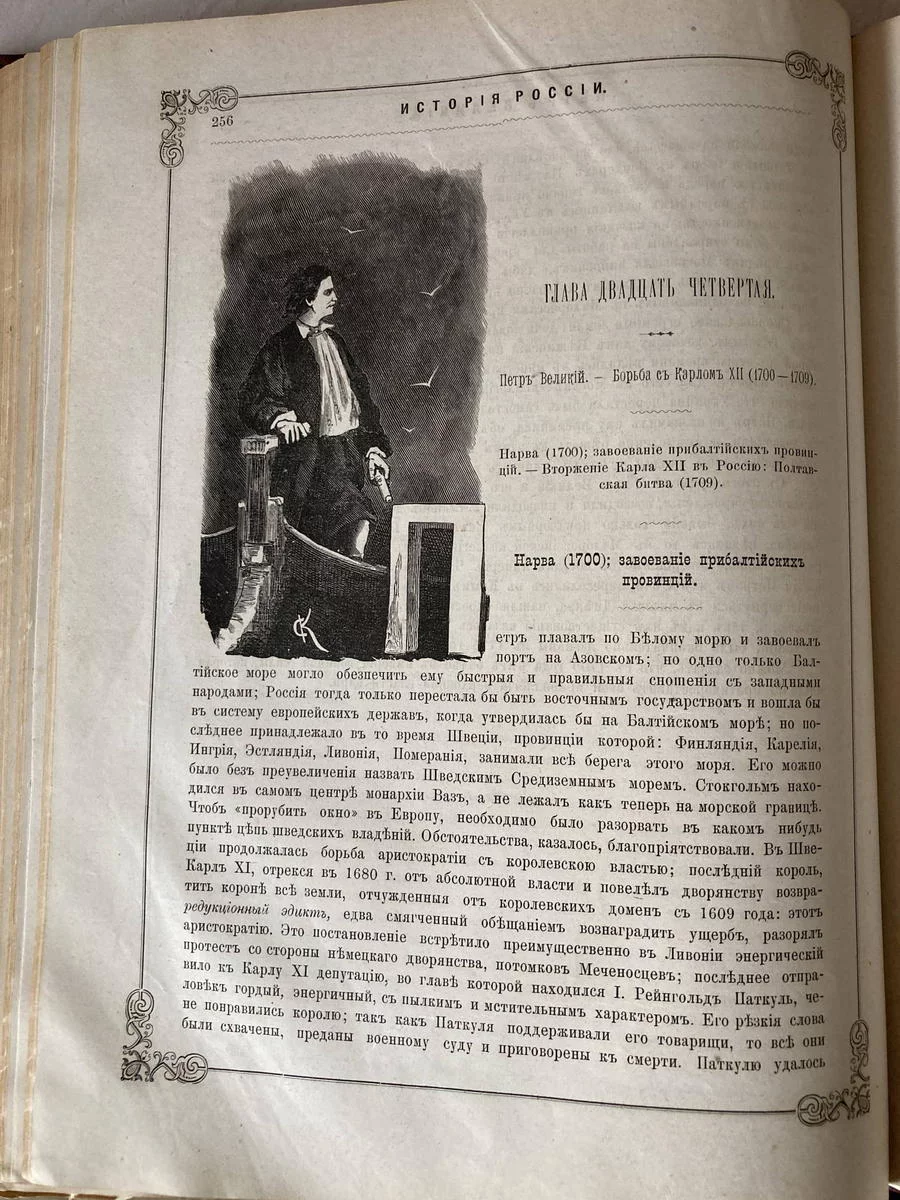 ИСТОРІЯ РОССІИ.
256
ГЛАВА ДВАДЦАТЬ ЧЕТВЕРТАЯ.
Петръ Великій. — Борьба съ Карломъ XII (1700—1709).
Нарва (1700); завоеваніе прибалтійскихъ провин-
цій. — Вторженіе Карла XII въ Россію: Полтав-
ская битва (1709).
Нарва (1700); завоеваніе прибалтійскихъ
провинцій.
П
СК
етръ плавалъ по Бѣлому морю и завоевалъ
портъ на Азовскомъ; но одно только Бал-
тійское море могло обезпечить ему быстрыя и правильныя сношенія съ западными
народами; Россія тогда только перестала бы быть восточнымъ государствомъ и вошла бы
въ систему европейскихъ державъ, когда утвердилась бы на Балтійскомъ морѣ; но по-
слѣднее принадлежало въ то время Швеціи, провинціи которой: Финляндія, Карелія,
Ингрія, Эстляндія, Ливонія, Померанія, занимали всѣ берега этого моря. Его можно
было безъ преувеличенія назвать Шведскимъ Средиземнымъ моремъ. Стокгольмъ нахо-
дился въ самомъ центрѣ монархіи Вазъ, а не лежалъ какъ теперь на морской границѣ.
Чтобъ «прорубить окно» въ Европу, необходимо было разорвать въ какомъ нибудь
пунктѣ цѣпь шведскихъ владѣній. Обстоятельства, казалось, благопріятствовали. Въ Шве-
ціи продолжалась борьба аристократіи съ королевскою властью; послѣдній король,
Карлъ XI, отрекся въ 1680 г. отъ абсолютной власти и повелѣлъ дворянству возвра-
тить коронѣ всѣ земли, отчужденныя отъ королевскихъ доменъ съ 1609 года: этотъ
редукціонный эдиктъ, едва смягченный обѣщаніемъ вознаградить ущербъ, разорялъ
аристократію. Это постановленіе встрѣтило преимущественно въ Ливоніи энергическій
протестъ со стороны нѣмецкаго дворянства, потомковъ Меченосцевъ; послѣднее отпра-
вило къ Карлу XI депутацію, во главѣ которой находился І. Рейнгольдъ Паткуль, че-
ловѣкъ гордый, энергичный, съ пылкимъ и мстительнымъ характеромъ. Его рѣзкія слова
не понравились королю; такъ какъ Паткуля поддерживали его товарищи, то всѣ они
были схвачены, преданы военному суду и приговорены къ смерти. Паткулю удалось